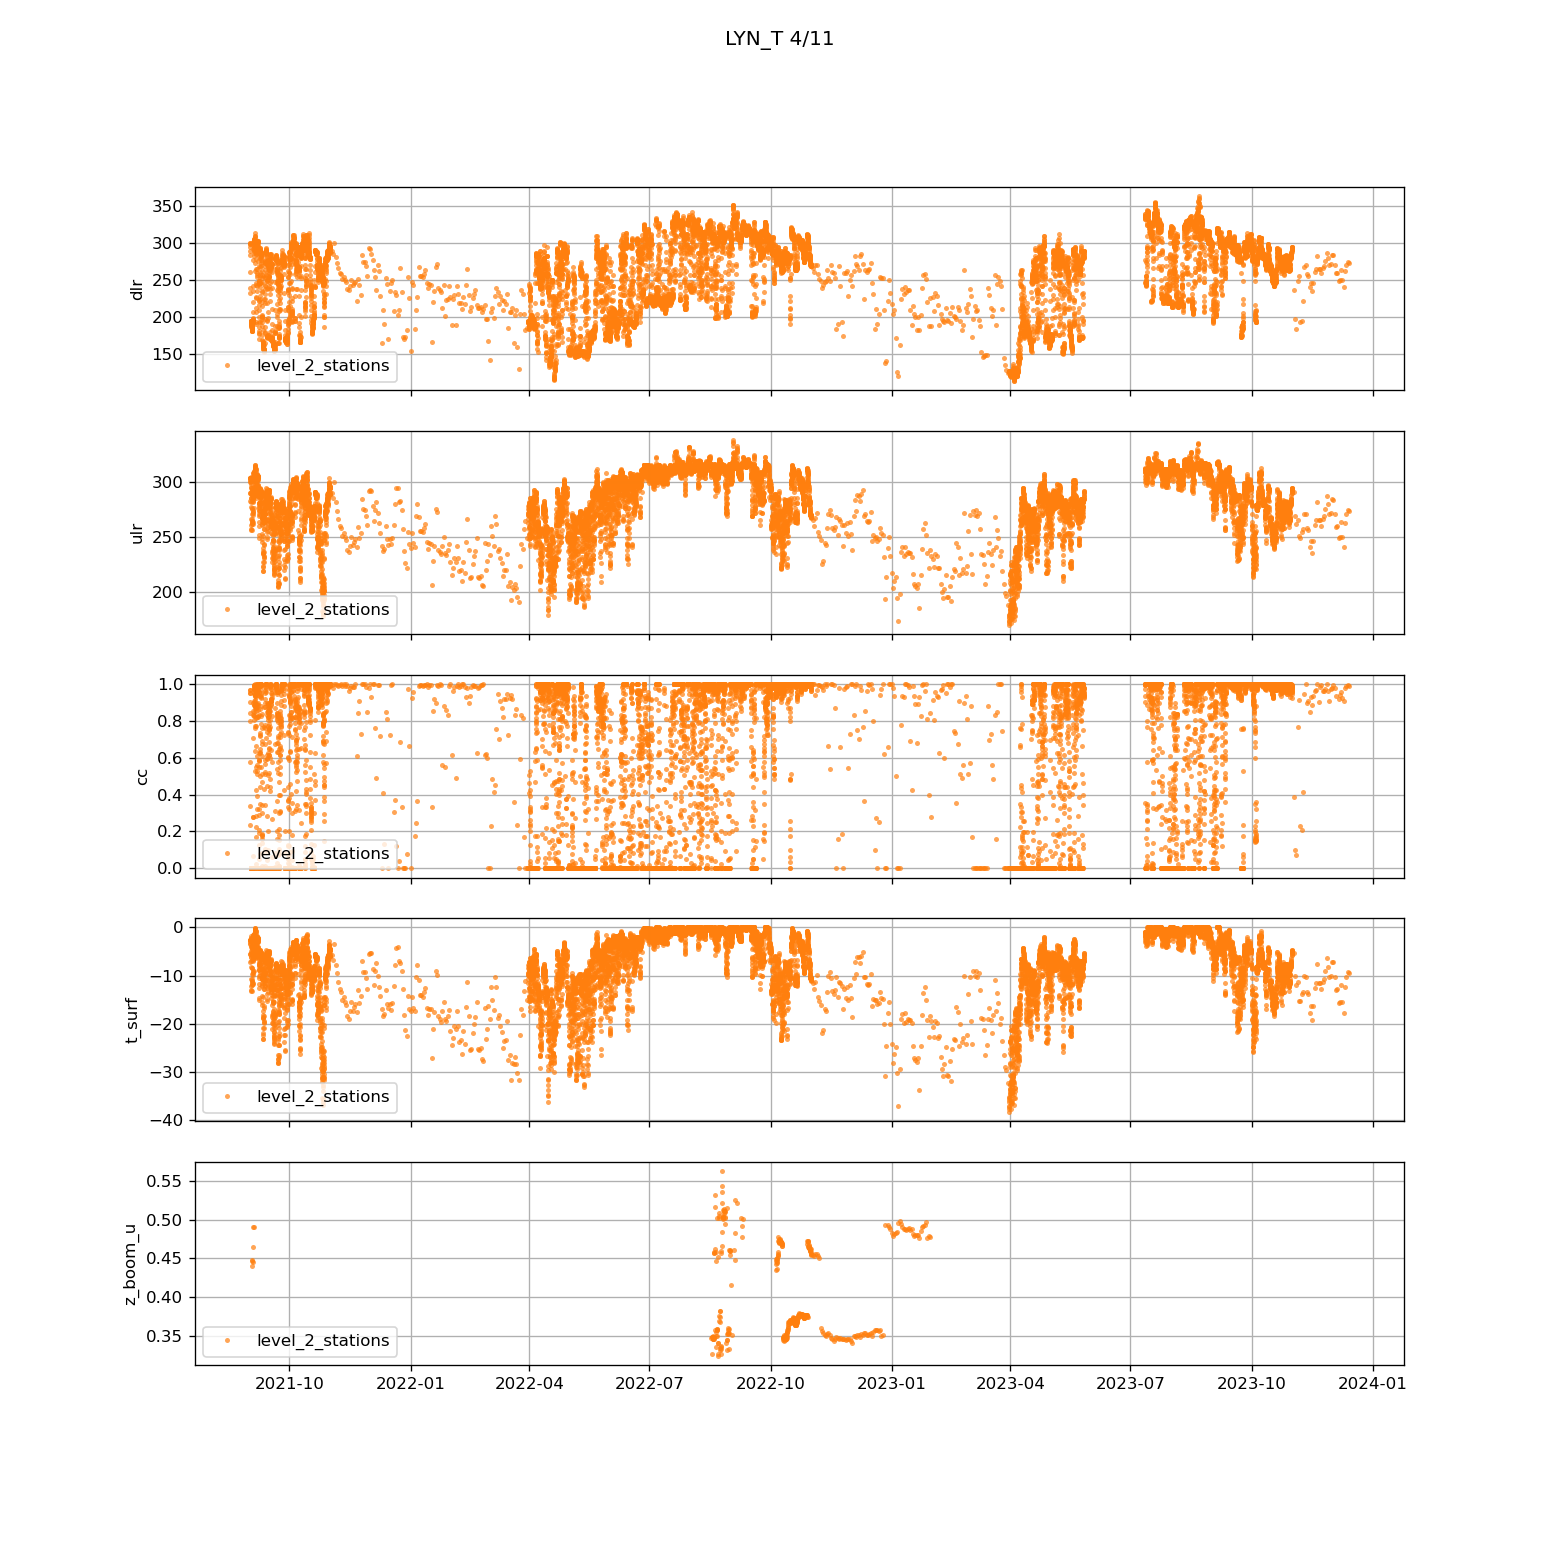 LYN_T 4/11
350
300
250
200
150
dlr
level_2_stations
300
250
200
ulr
level_2_stations
1.0
0.8
0.6
0.4
0.2
0.0
cc
level_2_stations
0
−10
−20
−30
−40
t_surf
level_2_stations
0.55
0.50
0.45
0.40
0.35
z_boom_u
level_2_stations
2021-10 2022-01 2022-04 2022-07 2022-10 2023-01 2023-04 2023-07 2023-10 2024-01